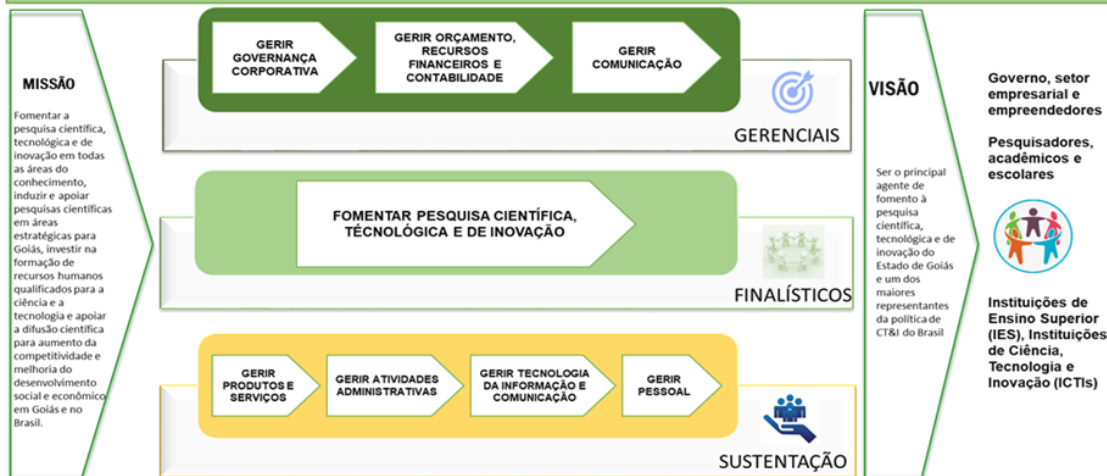 MISSÃO
Fomentar a
pesquisa científica,
tecnológica e de
inovação em todas
as áreas do
conhecimento,
induzir e apoiar
pesquisas científicas
em áreas
estratégicas para
Goiás, investir na
formação de
recursos humanos
qualificados para a
ciência e a
tecnologia e apoiar
a difusão científica
para aumento da
competitividade e
melhoria do
desenvolvimento
social e econômico
em Goiás e no
Brasil.
GERIR
GOVERNANÇA
CORPORATIVA
GERIR ORÇAMENTO,
RECURSOS
FINANCEIROS E
CONTABILIDADE
GERIR
COMUNICAÇÃO
GERENCIAIS
FOMENTAR PESQUISA CIENTÍFICA,
TÉCNOLÓGICA E DE INOVAÇÃO
FINALÍSTICOS
GERIR
PRODUTOS E
SERVIÇOS
GERIR ATIVIDADES
ADMINISTRATIVAS
GERIR TECNOLOGIA
DA INFORMAÇÃO E
COMUNICAÇÃO
GERIR
PESSOAL
SUSTENTAÇÃO
VISÃO
Ser o principal
agente de
fomento à
pesquisa
científica,
tecnológica e de
inovação do
Estado de Goiás
e um dos
maiores
representantes
da política de
CT&I do Brasil
Governo, setor
empresarial e
empreendedores
Pesquisadores,
acadêmicos e
escolares
Instituições de
Ensino Superior
(IES), Instituições
de Ciência,
Tecnologia e
Inovação (ICTIs)